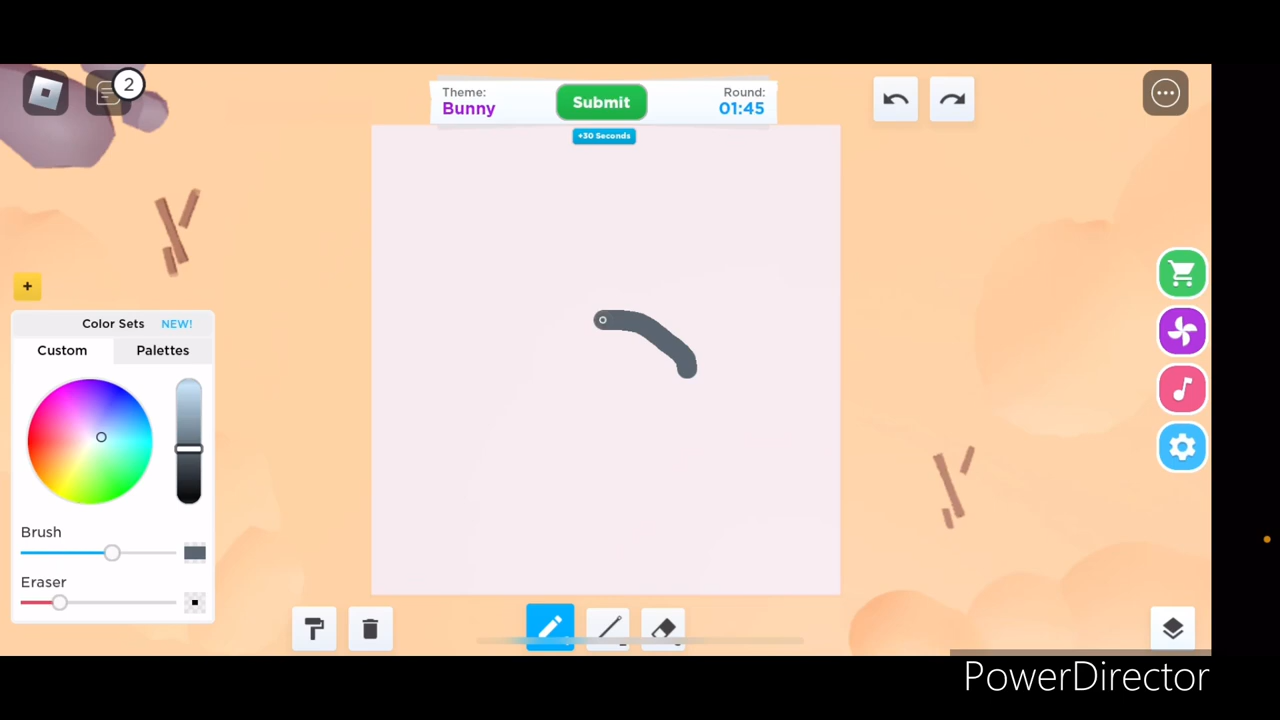 2
Theme:
Bunny
Submit
Round:
01:45
+30 Seconds
+
Color Sets NEW!
Custom Palettes
Brush
Eraser
PowerDirector